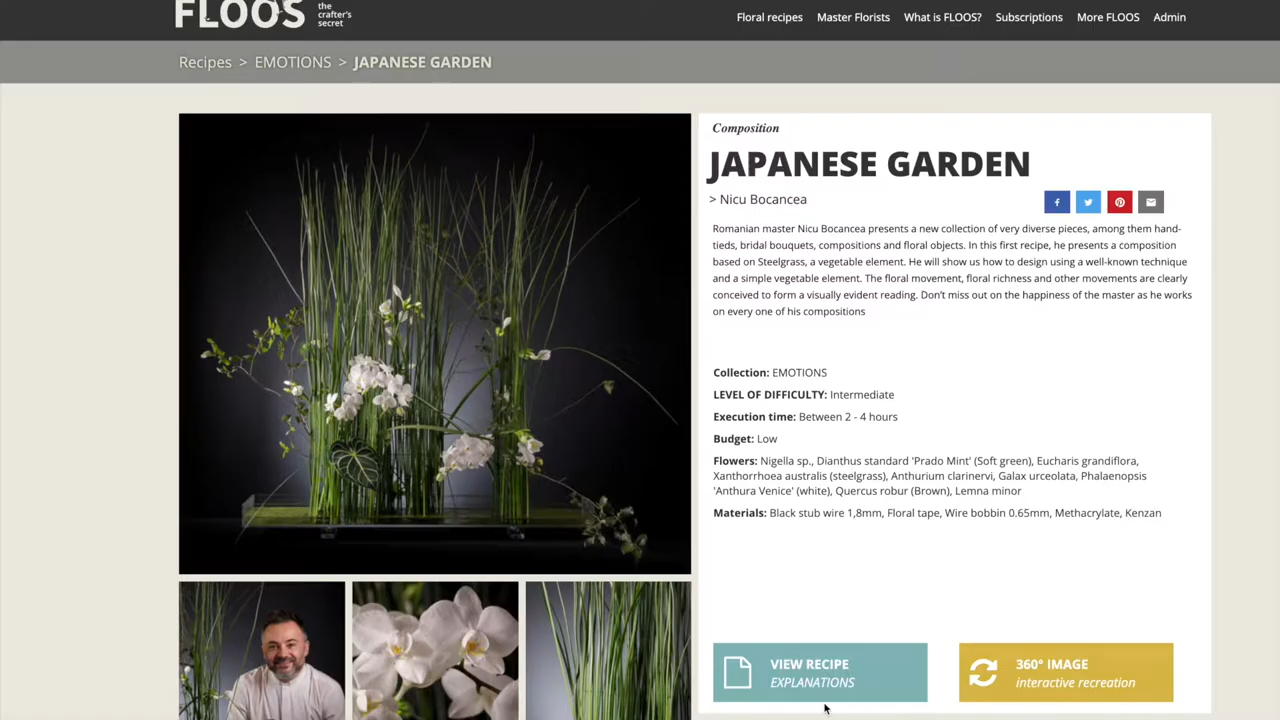 FLOOS
the
crafter's
secret
Floral recipes Master Florists What is FLOOS? Subscriptions More FLOOS Admin
Recipes > EMOTIONS > JAPANESE GARDEN
Composition
JAPANESE GARDEN
> Nicu Bocancea
Romanian master Nicu Bocancea presents a new collection of very diverse pieces, among them hand-
tieds, bridal bouquets, compositions and floral objects. In this first recipe, he presents a composition
based on Steelgrass, a vegetable element. He will show us how to design using a well-known technique
and a simple vegetable element. The floral movement, floral richness and other movements are clearly
conceived to form a visually evident reading. Don't miss out on the happiness of the master as he works
on every one of his compositions
Collection: EMOTIONS
LEVEL OF DIFFICULTY: Intermediate
Execution time: Between 2 - 4 hours
Budget: Low
Flowers: Nigella sp., Dianthus standard 'Prado Mint' (Soft green), Eucharis grandiflora,
Xanthorrhoea australis (steelgrass), Anthurium clarinervi, Galax urceolata, Phalaenopsis
'Anthura Venice' (white), Quercus robur (Brown), Lemna minor
Materials: Black stub wire 1,8mm, Floral tape, Wire bobbin 0.65mm, Methacrylate, Kenzan
VIEW RECIPE
EXPLANATIONS
360° IMAGE
interactive recreation